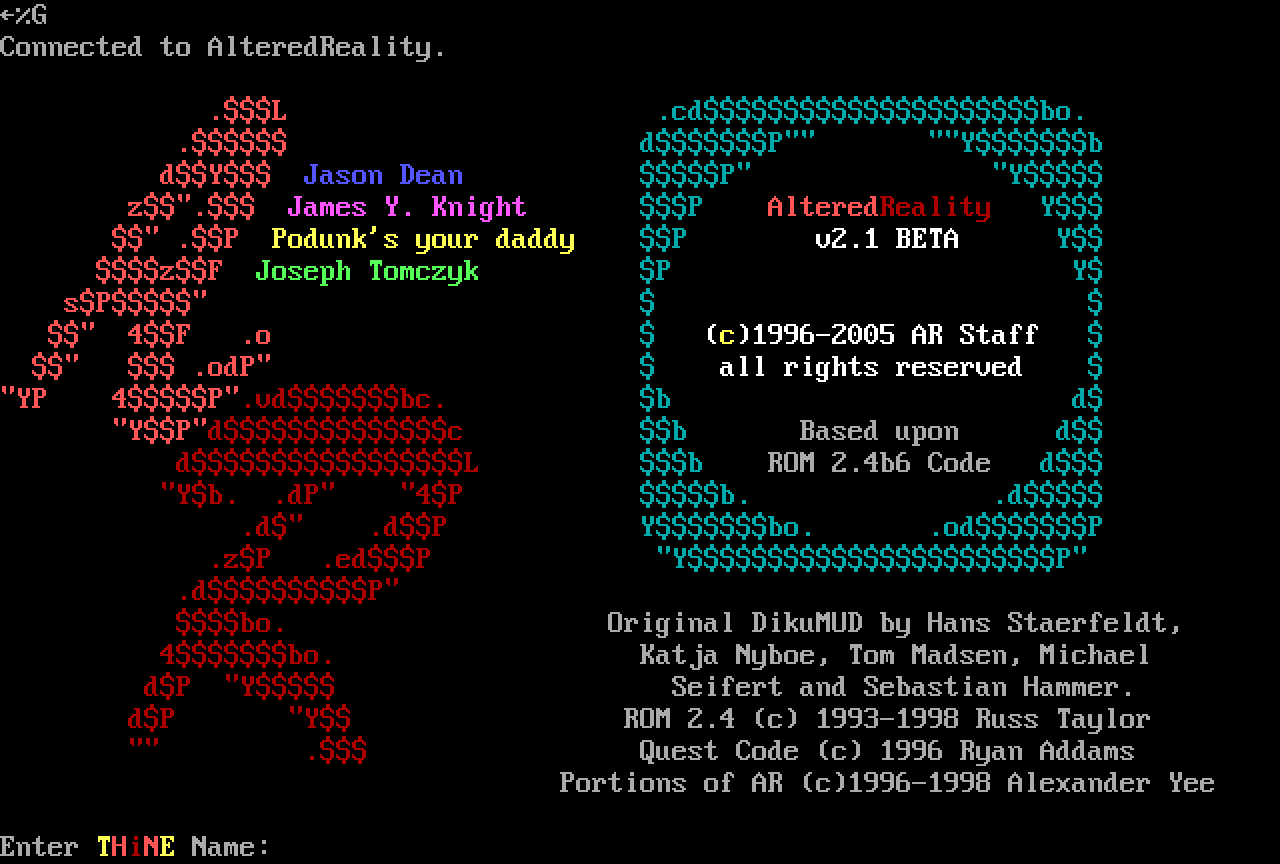 ←%G
Connected to AlteredReality.
.$$$L
.$$$$$$
d$$Y$$$ Jason Dean
z$$".$$$ James Y. Knight
$$" .$$P Podunk's your daddy
$$$$z$$F Joseph Tomczyk
s$P$$$$$"
$$" 4$$F .o
$$" $$$ .odP"
"YP 4$$$$$P".vd$$$$$$$bc.
"Y$$P"d$$$$$$$$$$$$$$c
d$$$$$$$$$$$$$$$$$L
"Y$b. .dP" "4$P
.d$" .d$$P
.z$P .ed$$$P
.d$$$$$$$$$$P"
$$$$bo.
4$$$$$$$bo.
d$P "Y$$$$$
d$P "Y$$
"" .$$$
.cd$$$$$$$$$$$$$$$$$$$$$bo.
d$$$$$$$P"" ""Y$$$$$$$b
$$$$$P" "Y$$$$$
$$$P AlteredReality Y$$$
$$P v2.1 BETA Y$$
$P Y$
$ $
$ (c)1996-2005 AR Staff $
$ all rights reserved $
$b d$
$$b Based upon d$$
$$$b ROM 2.4b6 Code d$$$
$$$$$b. .d$$$$$
Y$$$$$$$bo. .od$$$$$$$P
"Y$$$$$$$$$$$$$$$$$$$$$$$$P"
Original DikuMUD by Hans Staerfeldt,
Katja Nyboe, Tom Madsen, Michael
Seifert and Sebastian Hammer.
ROM 2.4 (c) 1993-1998 Russ Taylor
Quest Code (c) 1996 Ryan Addams
Portions of AR (c)1996-1998 Alexander Yee
Enter THiNE Name: